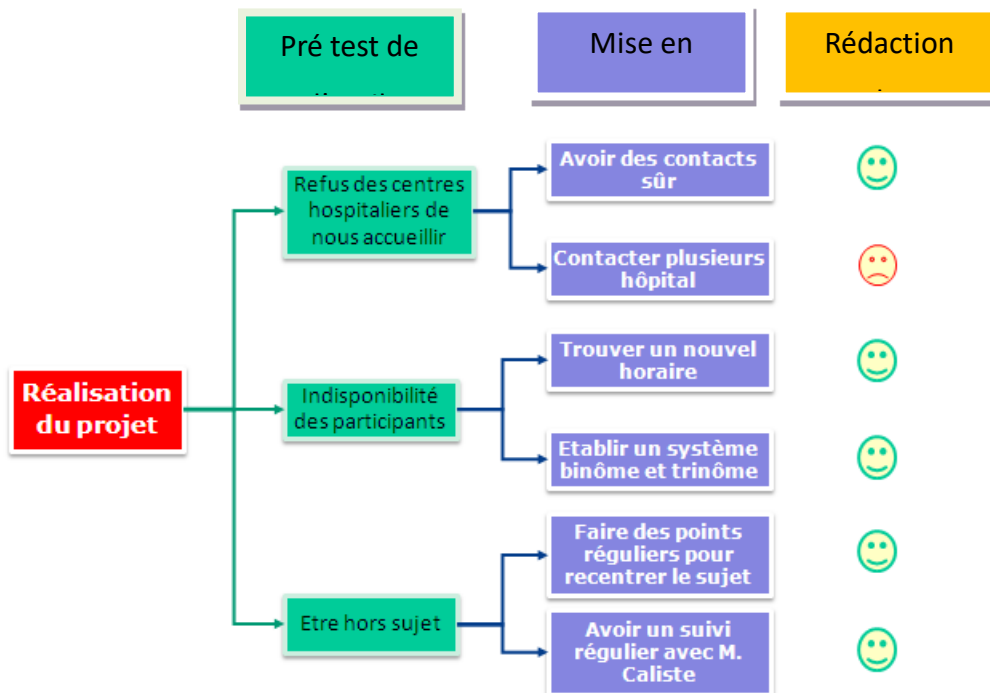 Pré test de
Mise en
Rédaction
Avoir des contacts
sûr
Refus des centres
hospitaliers de
nous accueillir
Contacter plusieurs
hôpital
Trouver un nouvel
horaire
Réalisation
du projet
Indisponibilité
des participants
Etablir un système
binôme et trinôme
Faire des points
réguliers pour
recentrer le sujet
Etre hors sujet
Avoir un suivi
régulier avec M.
Caliste